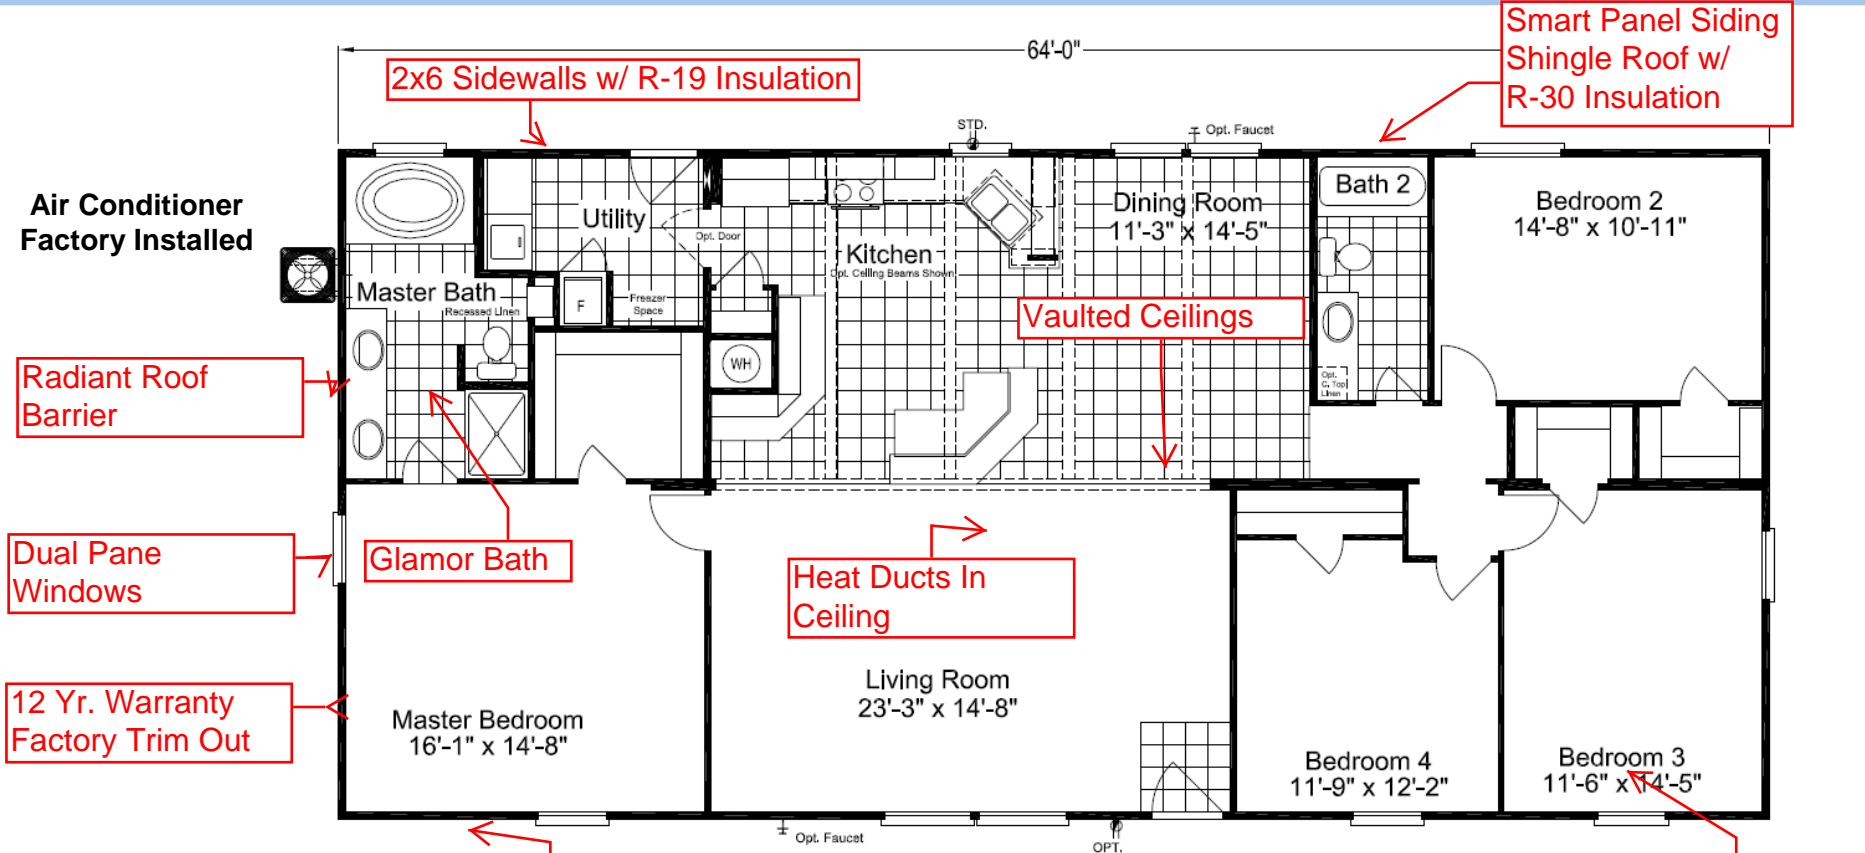 Smart Panel Siding
Shingle Roof w/
R-30 Insulation
64'-0"
2x6 Sidewalls w/ R-19 Insulation
STD.
Opt. Faucet
Air Conditioner
Factory Installed
Utility
Opt. Door
Kitchen
Opt. Ceiling Beams Shown
Dining Room
11'-3" x 14'-5"
Bath 2
Bedroom 2
14'-8" x 10'-11"
Master Bath
Recessed Linen
F
Freezer
Space
Vaulted Ceilings
WH
Opt.
C. Top
Linen
Radiant Roof
Barrier
Dual Pane
Windows
Glamor Bath
Heat Ducts In
Ceiling
12 Yr. Warranty
Factory Trim Out
Master Bedroom
16'-1" x 14'-8"
Living Room
23'-3" x 14'-8"
Bedroom 4
11'-9" x 12'-2"
Bedroom 3
11'-6" x 14'-5"
Opt. Faucet
OPT.